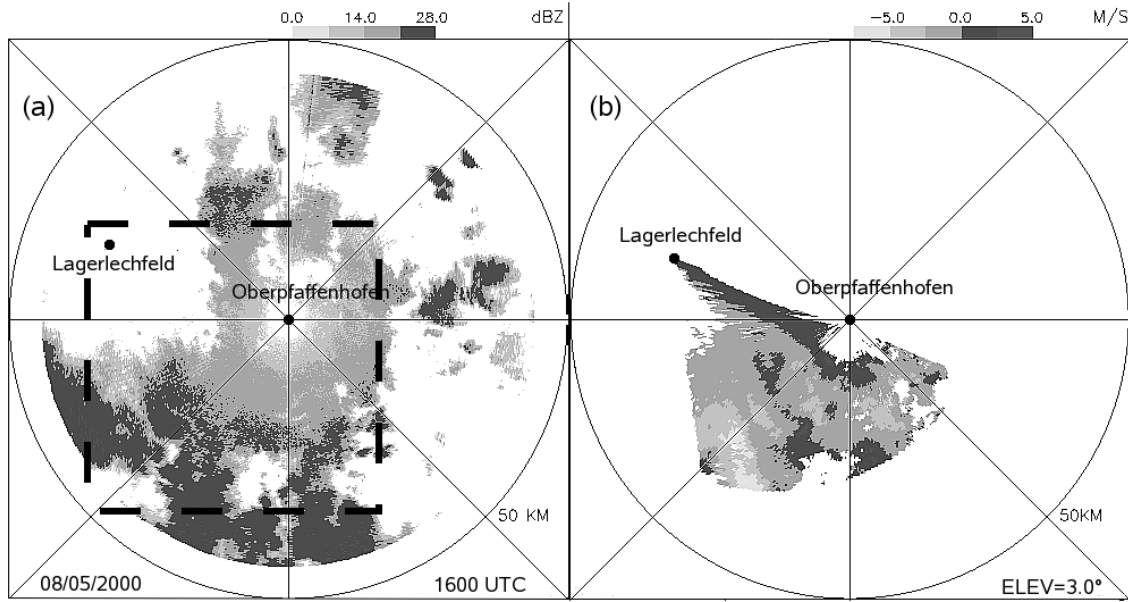 0.0 14.0 28.0 dBZ
-5.0 0.0 5.0 M/S
(a)
(b)
Lagerlechfeld
Oberpfaffenhofen
50 KM
08/05/2000
1600 UTC
Lagerlechfeld
Oberpfaffenhofen
50KM
ELEV=3.0°